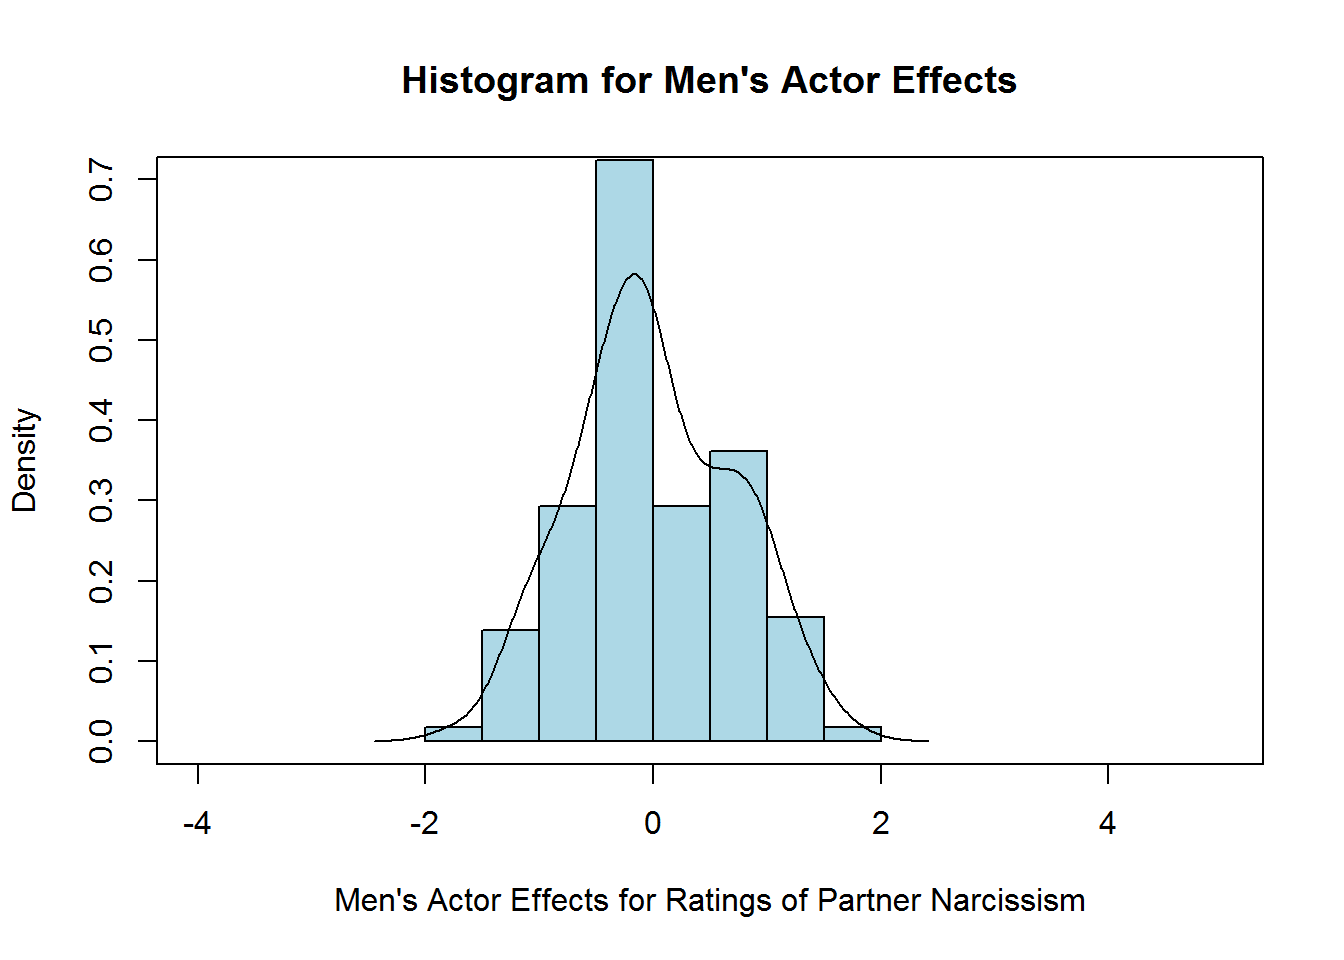 Histogram for Men's Actor Effects
Density
0.7
0.6
0.5
0.4
0.3
0.2
0.1
0.0
-4 -2 0 2 4
Men's Actor Effects for Ratings of Partner Narcissism